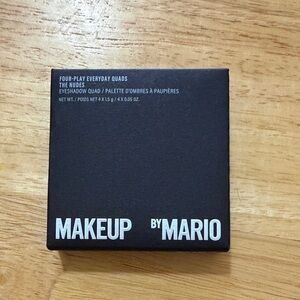 FOUR-PLAY EVERYDAY QUADS
THE NUDES
EYESHADOW QUAD / PALETTE D'OMBRES À PAUPIÈRES
NET WT. / POIDS NET 4 X 1.5 g / 4 X 0.05 OZ.
MAKEUP BY MARIO